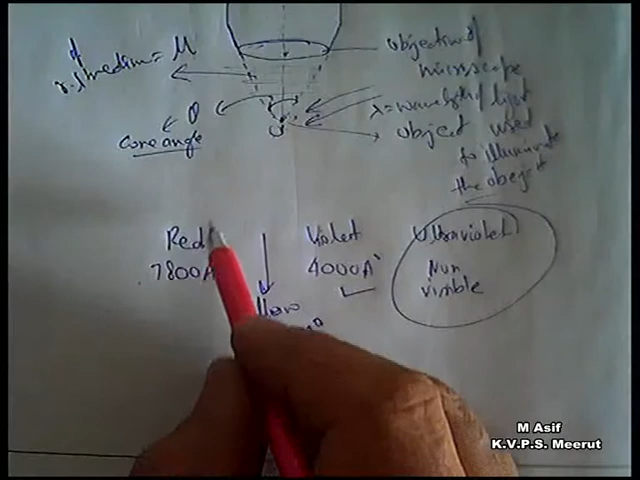 of
r.i medium = μ
objective of
microscope
λ = wavelength of light
object used
to illuminate
the object
θ
cone angle
O
Red
7800A
Violet
4000A°
Ultraviolet
Non
visible
M Asif
K.V.P.S. Meerut